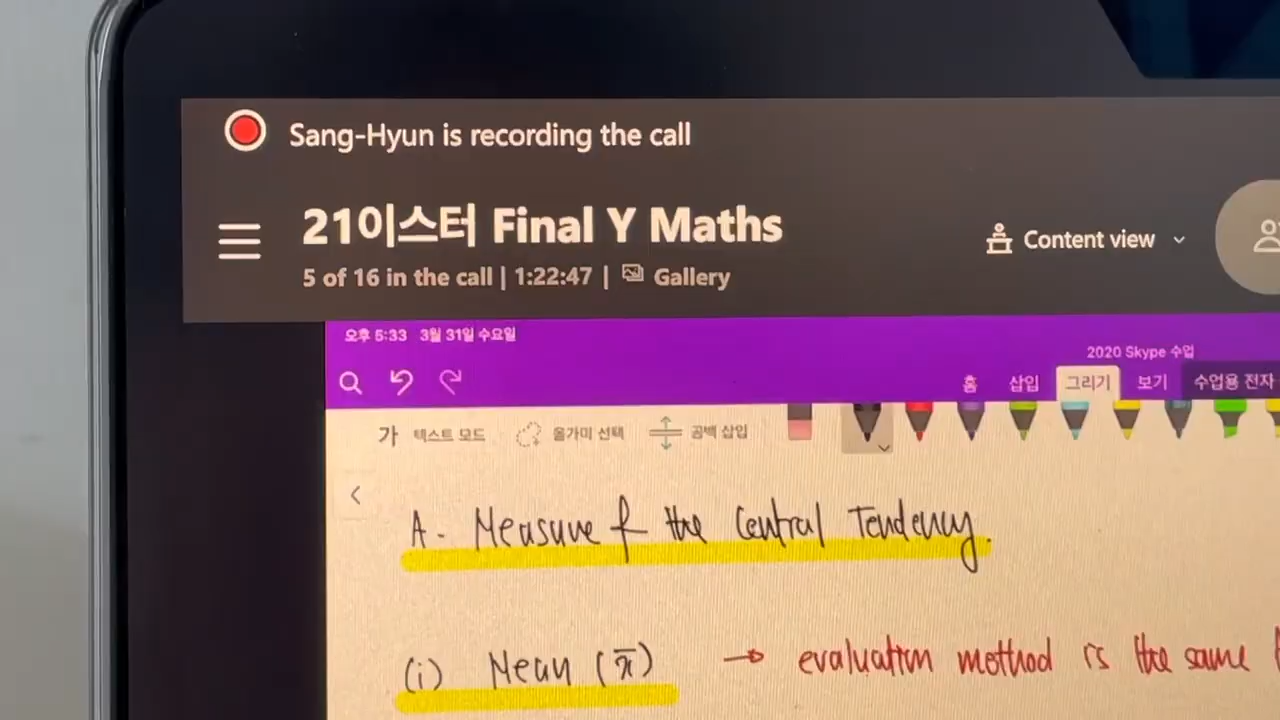 Sang-Hyun is recording the call
21이스터 Final Y Maths
Content view
5 of 16 in the call | 1:22:47 | Gallery
오후 5:33 3월 31일 수요일
2020 Skype 수업
홈 삽입 그리기 보기 수업용 전자
가 텍스트 모드 올가미 선택 공백 삽입
A. Measure of the Central Tendency.
(i) Mean (x̄) → evaluation method is the same